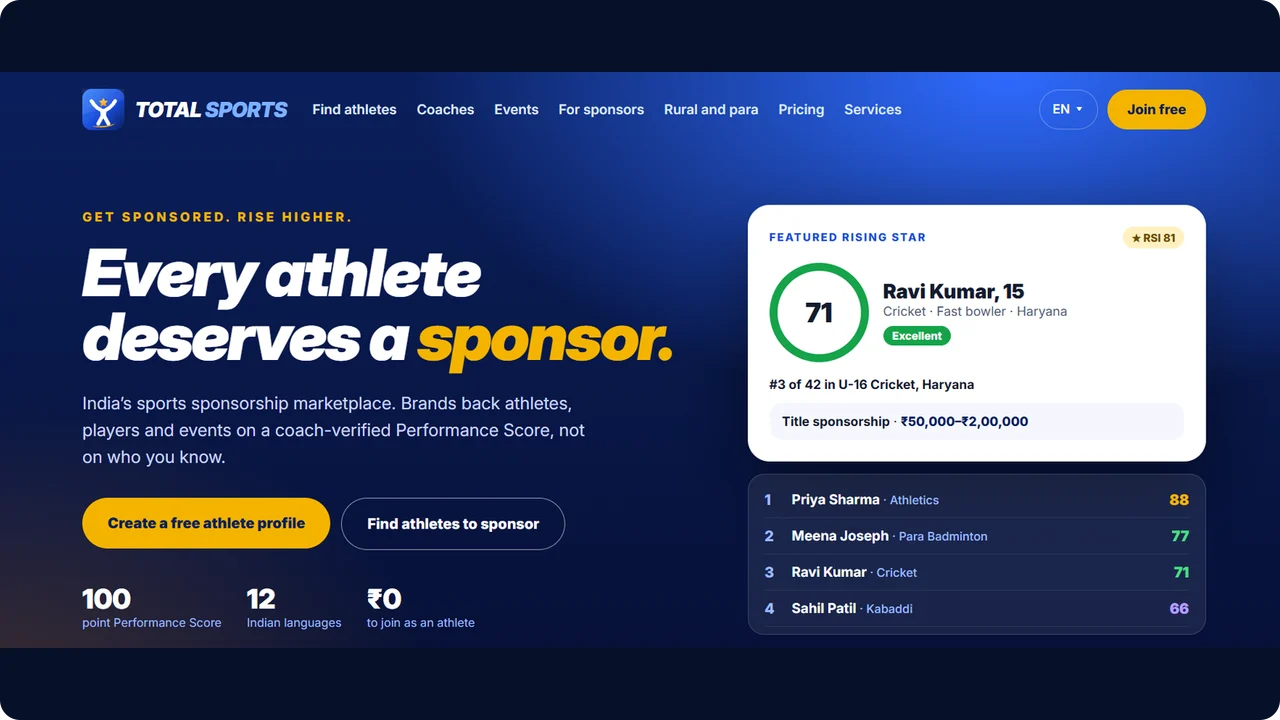 TOTAL SPORTS
Find athletes
Coaches
Events
For sponsors
Rural and para
Pricing
Services
EN
Join free
GET SPONSORED. RISE HIGHER.
Every athlete
deserves a sponsor.
India’s sports sponsorship marketplace. Brands back athletes,
players and events on a coach-verified Performance Score, not
on who you know.
Create a free athlete profile
Find athletes to sponsor
100
point Performance Score
12
Indian languages
₹0
to join as an athlete
FEATURED RISING STAR
★ RSI 81
71
Ravi Kumar, 15
Cricket · Fast bowler · Haryana
Excellent
#3 of 42 in U-16 Cricket, Haryana
Title sponsorship · ₹50,000–₹2,00,000
1 Priya Sharma · Athletics 88
2 Meena Joseph · Para Badminton 77
3 Ravi Kumar · Cricket 71
4 Sahil Patil · Kabaddi 66